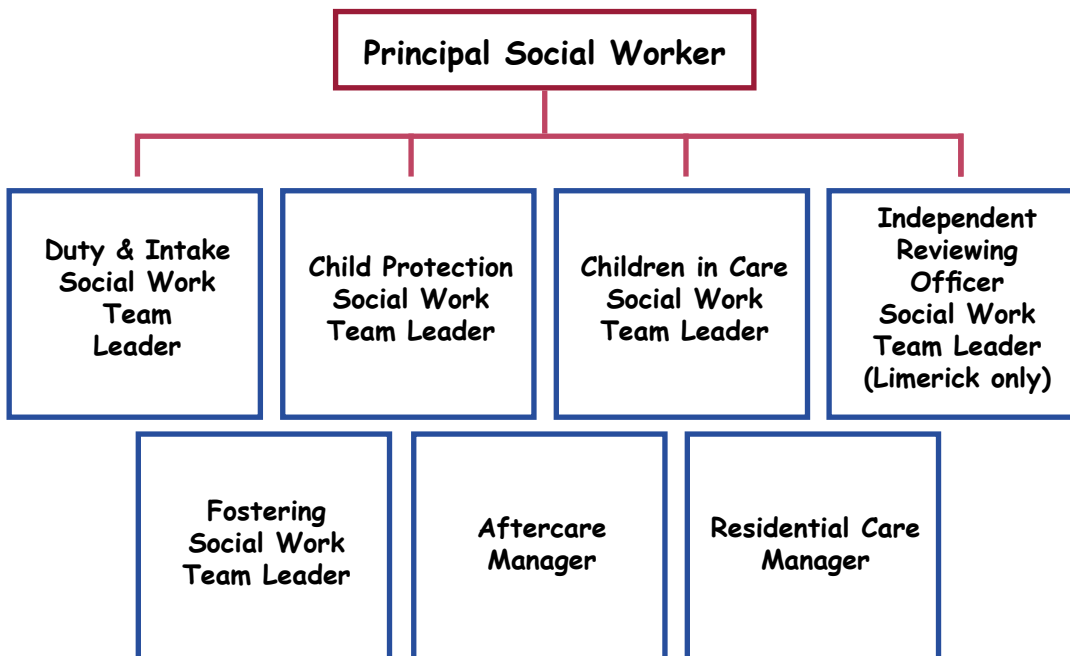 Principal Social Worker
Duty & Intake
Social Work
Team
Leader
Child Protection
Social Work
Team Leader
Children in Care
Social Work
Team Leader
Independent
Reviewing
Officer
Social Work
Team Leader
(Limerick only)
Fostering
Social Work
Team Leader
Aftercare
Manager
Residential Care
Manager